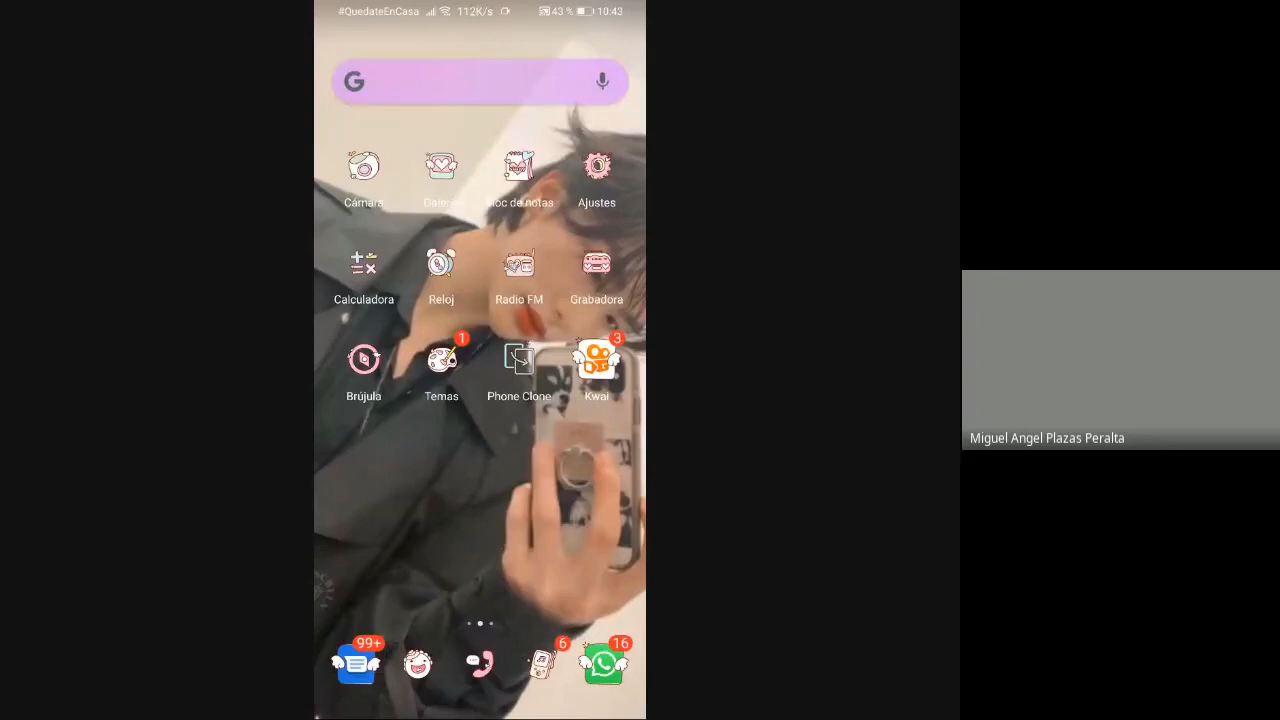 #QuedateEnCasa 112K/s 43 % 10:43
G
Cámara Galería Bloc de notas Ajustes
Calculadora Reloj Radio FM Grabadora
1 3
Brújula Temas Phone Clone Kwai
Miguel Angel Plazas Peralta
99+ 6 16